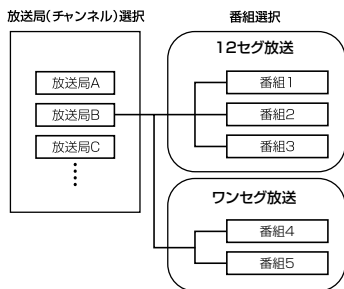 放送局(チャンネル)選択
番組選択
放送局A
放送局B
放送局C
12セグ放送
番組1
番組2
番組3
ワンセグ放送
番組4
番組5